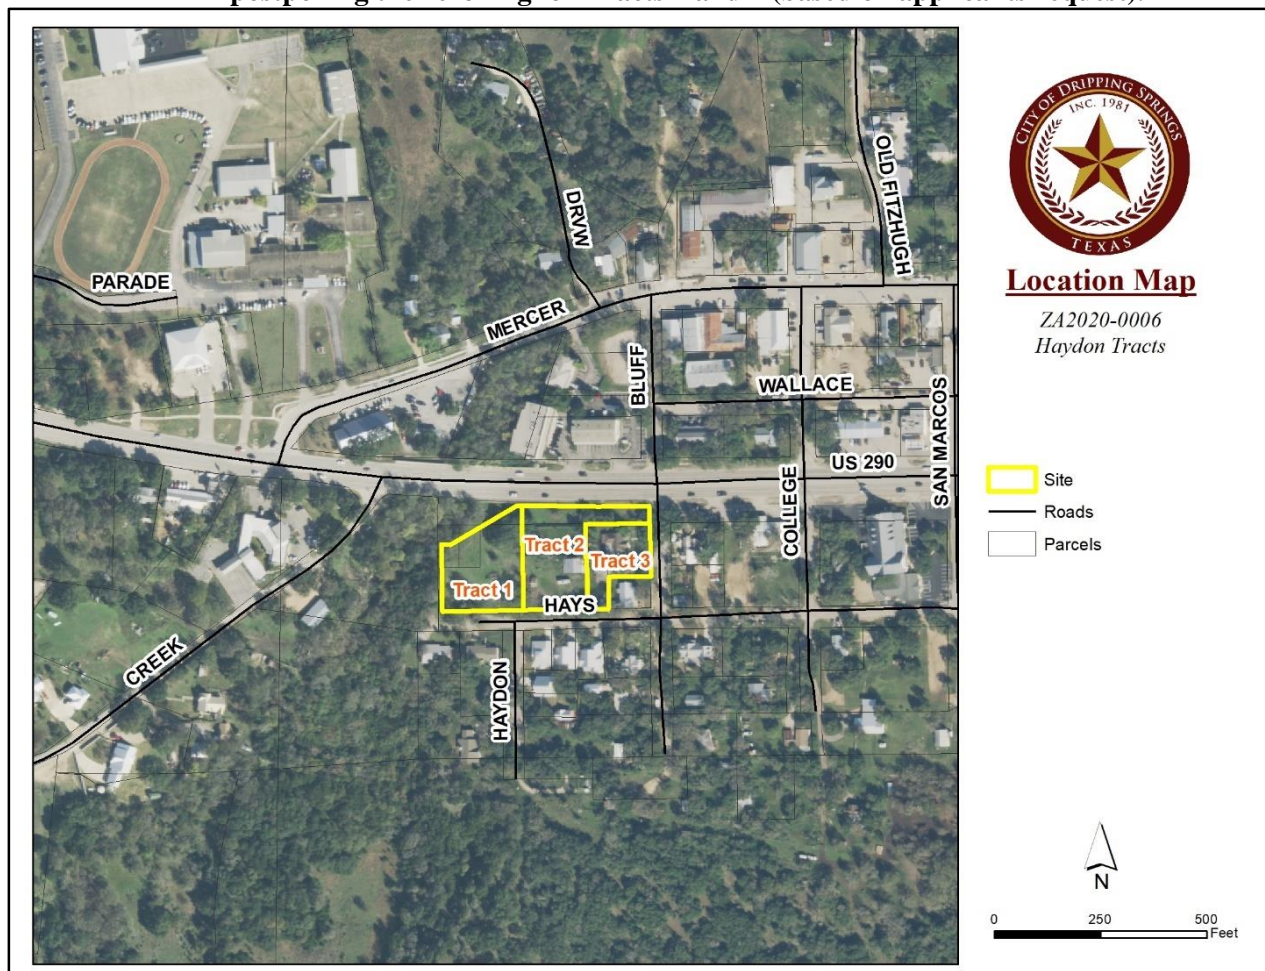 CITY OF DRIPPING SPRINGS
INC. 1981
TEXAS
Location Map
ZA2020-0006
Haydon Tracts
OLD FITZHUGH
DRVW
PARADE
MERCER
BLUFF
WALLACE
SAN MARCOS
US 290
COLLEGE
Site
Roads
Parcels
Tract 2
Tract 3
Tract 1
HAYS
CREEK
HAYDON
N
0 250 500
Feet